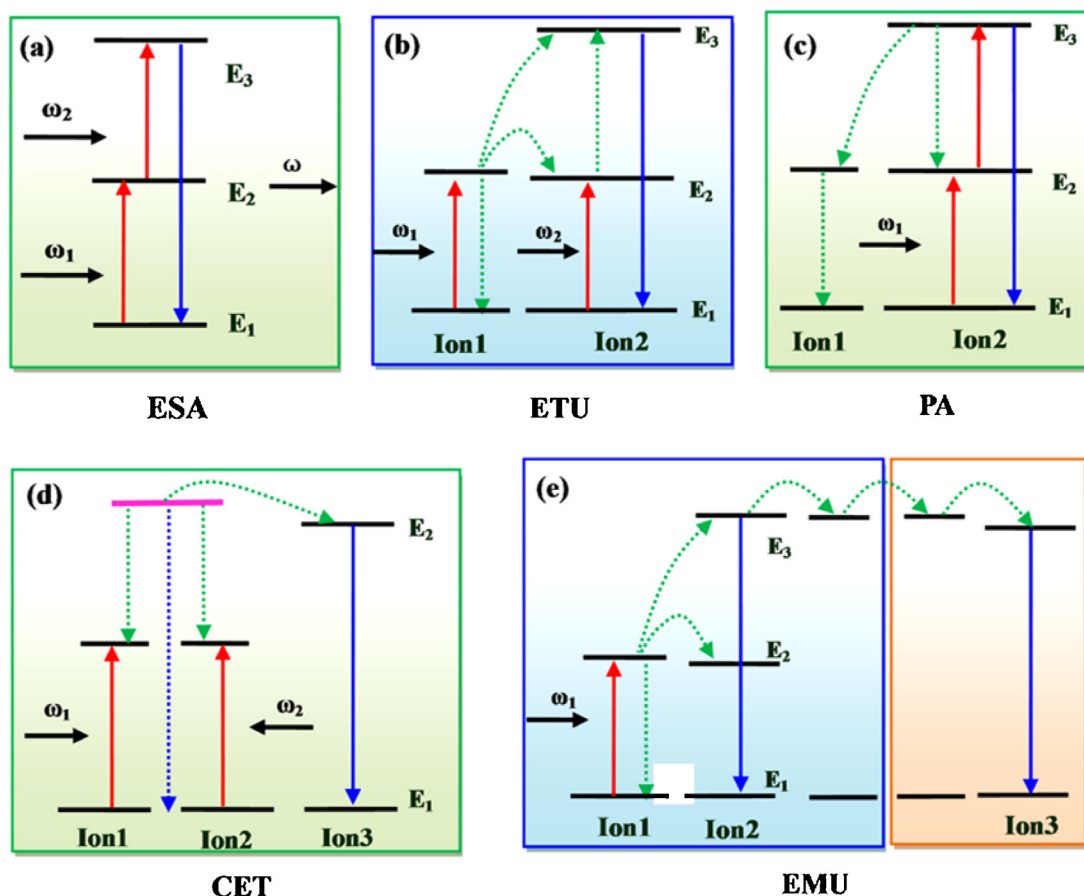 (a)
E₃
ω₂
E₂
ω
ω₁
E₁
ESA
(b)
E₃
E₂
ω₁
ω₂
E₁
Ion1
Ion2
ETU
(c)
E₃
E₂
ω₁
E₁
Ion1
Ion2
PA
(d)
E₂
ω₁
ω₂
E₁
Ion1
Ion2
Ion3
CET
(e)
E₃
E₂
ω₁
E₁
Ion1
Ion2
Ion3
EMU